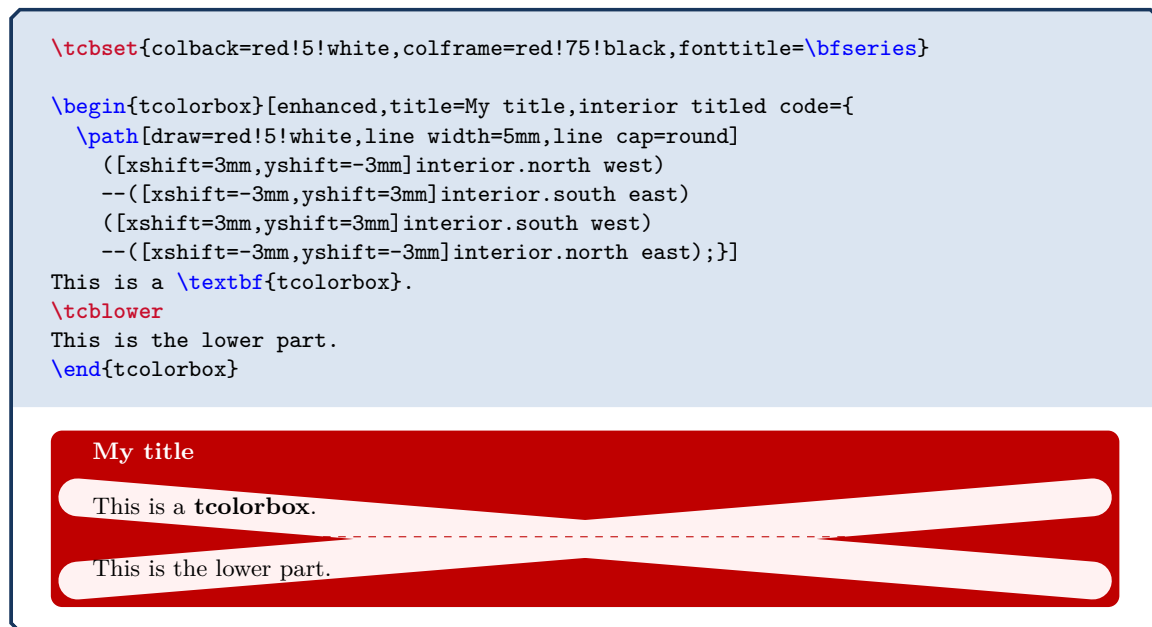 \tcbset{colback=red!5!white,colframe=red!75!black,fonttitle=\bfseries}
\begin{tcolorbox}[enhanced,title=My title,interior titled code={
\path[draw=red!5!white,line width=5mm,line cap=round]
([xshift=3mm,yshift=-3mm]interior.north west)
--([xshift=-3mm,yshift=3mm]interior.south east)
([xshift=3mm,yshift=3mm]interior.south west)
--([xshift=-3mm,yshift=-3mm]interior.north east);}]
This is a \textbf{tcolorbox}.
\tcblower
This is the lower part.
\end{tcolorbox}
My title
This is a tcolorbox.
This is the lower part.